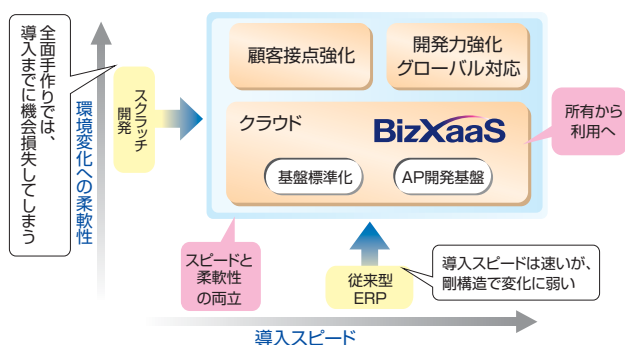 全面手作りでは、
導入までに機会損失してしまう
環境変化への柔軟性
スクラッチ
開発
顧客接点強化
開発力強化
グローバル対応
クラウド
BizXaaS
基盤標準化
AP開発基盤
所有から
利用へ
スピードと
柔軟性
の両立
従来型
ERP
導入スピードは速いが、
剛構造で変化に弱い
導入スピード